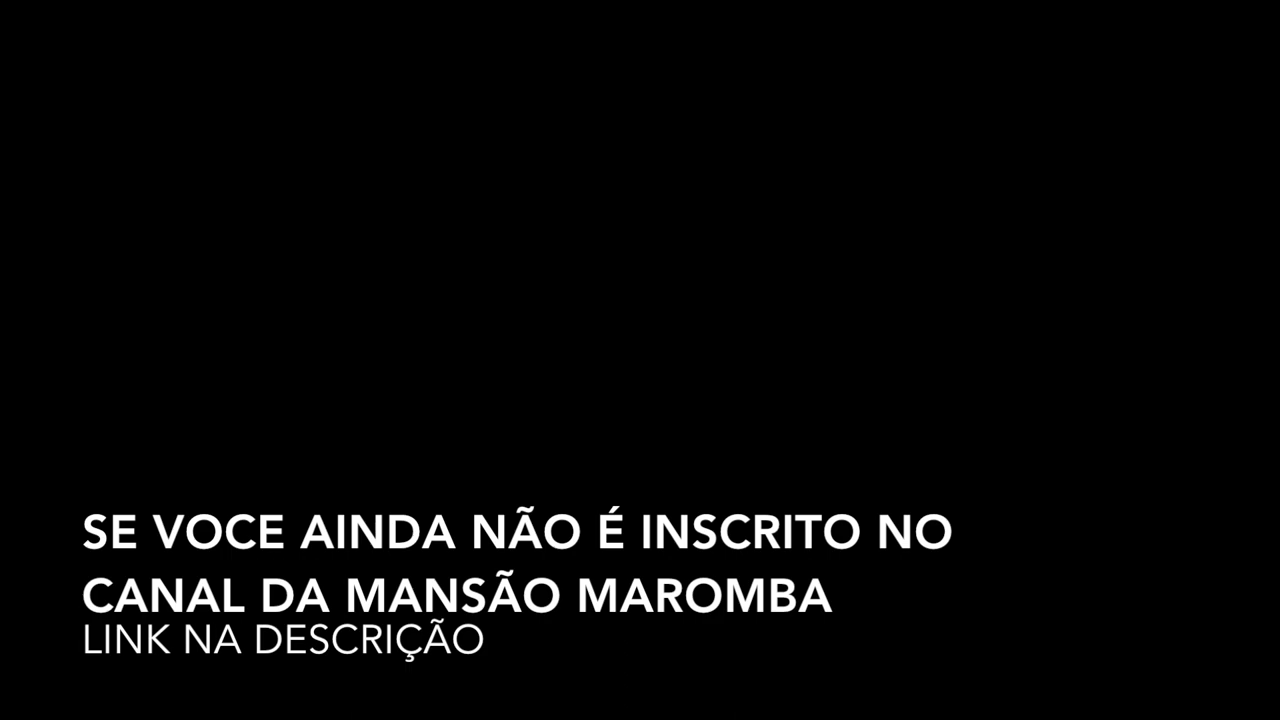 SE VOCE AINDA NÃO É INSCRITO NO
CANAL DA MANSÃO MAROMBA
LINK NA DESCRIÇÃO